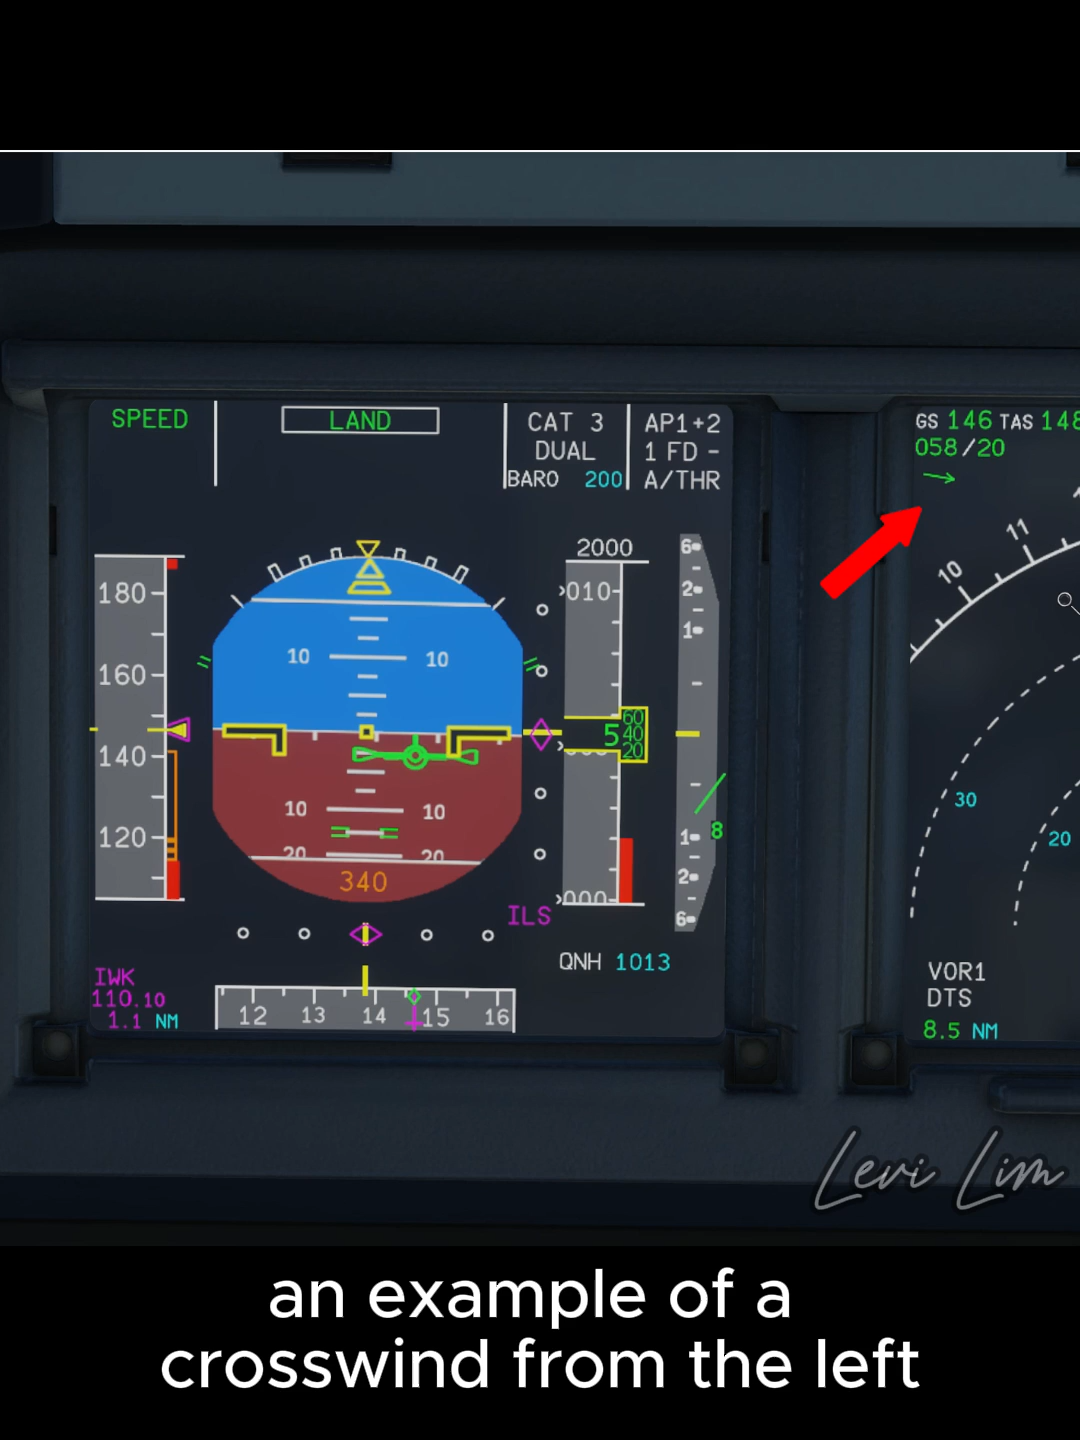 SPEED
LAND
CAT 3
DUAL
BARO 200
AP1+2
1 FD -
A/THR
GS 146 TAS 148
058/20
180
160
140
120
10 10
10 10
20 20
340
2000
010
5
60
40
20
000
6
2
1
1
2
6
8
ILS
QNH 1013
IWK
110.10
1.1 NM
12 13 14 15 16
10
11
30
20
VOR1
DTS
8.5 NM
Levi Lim
an example of a
crosswind from the left